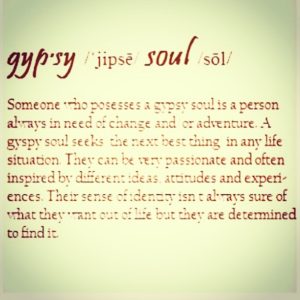 gyp·sy /ˈjipsē/ soul /sōl/
Someone who posesses a gypsy soul is a person
always in need of change and or adventure. A
gyspy soul seeks the next best thing in any life
situation. They can be very passionate and often
inspired by different ideas, attitudes and experi-
ences. Their sense of identity isn t always sure of
what they want out of life but they are determined
to find it.